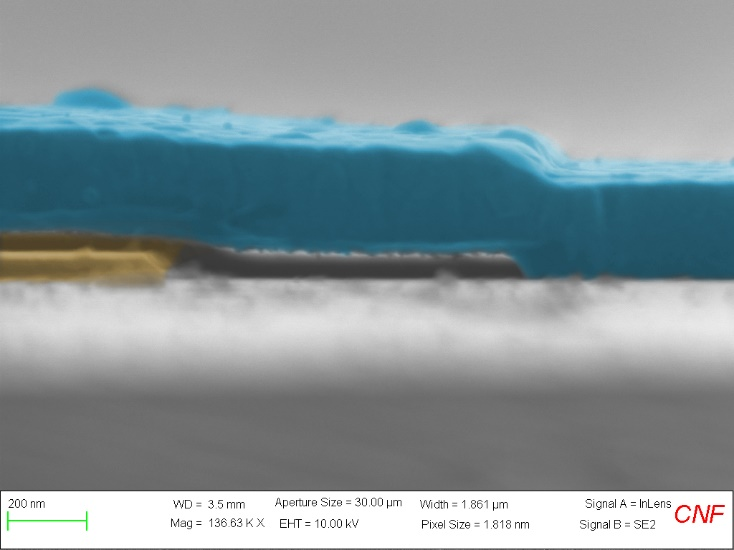 200 nm
WD = 3.5 mm Aperture Size = 30.00 µm Width = 1.861 µm Signal A = InLens
Mag = 136.63 K X EHT = 10.00 kV Pixel Size = 1.818 nm Signal B = SE2
CNF